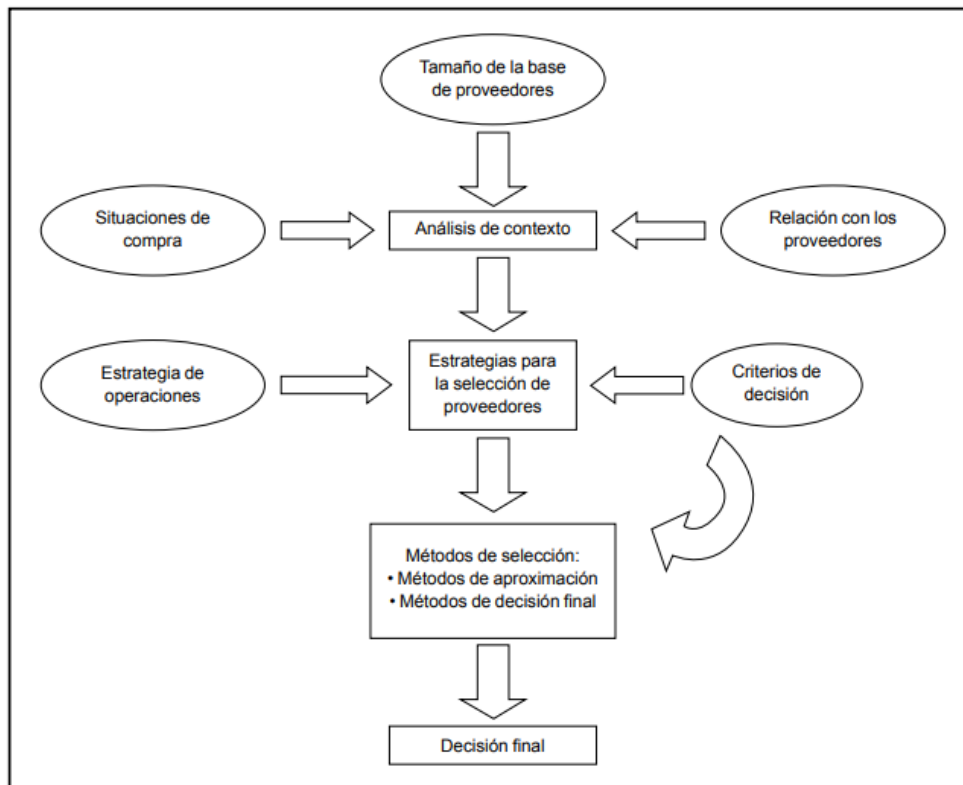 Tamaño de la base
de proveedores
Situaciones de
compra
Análisis de contexto
Relación con los
proveedores
Estrategia de
operaciones
Estrategias para
la selección de
proveedores
Criterios de
decisión
Métodos de selección:
• Métodos de aproximación
• Métodos de decisión final
Decisión final